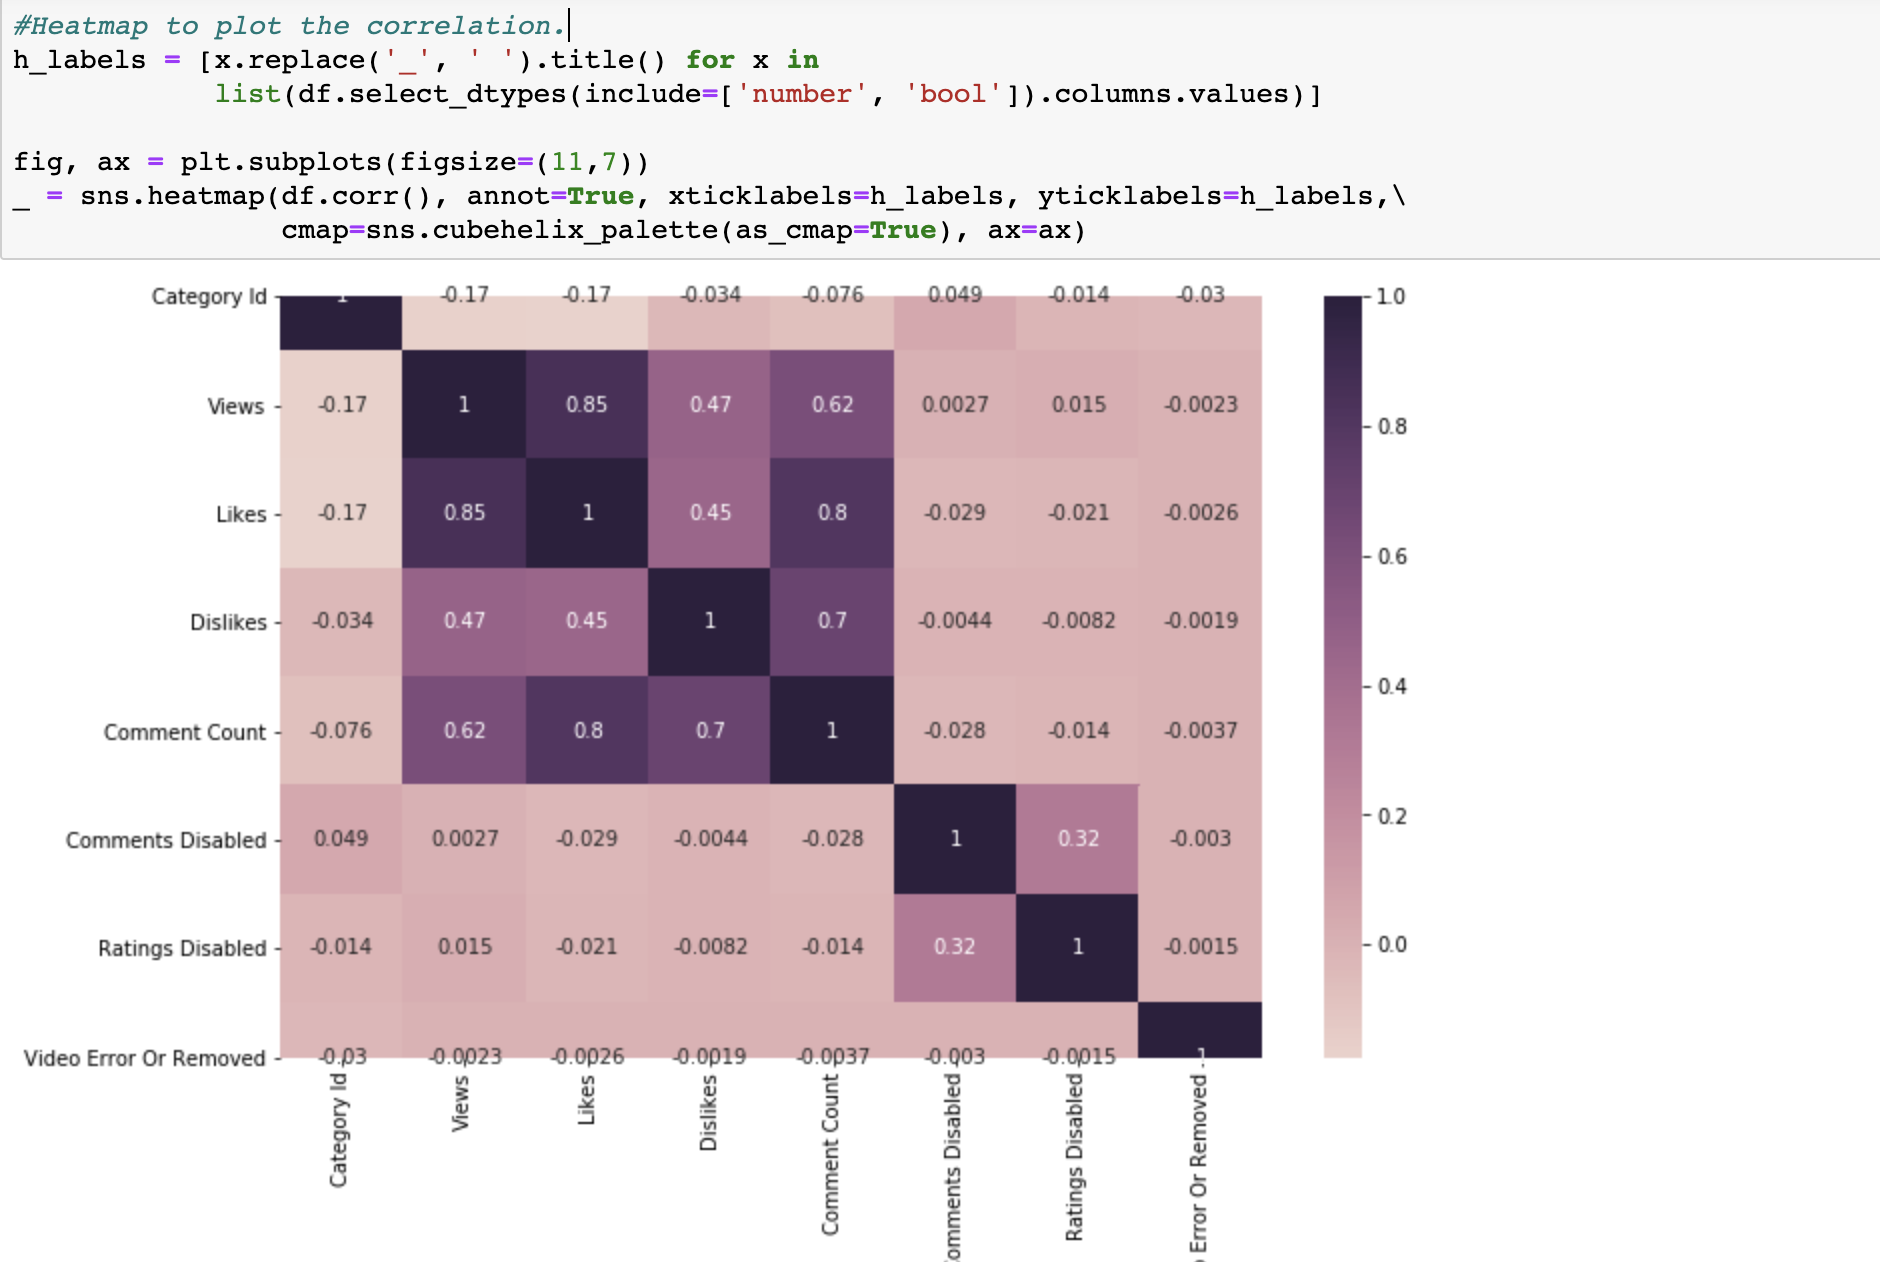 #Heatmap to plot the correlation.
h_labels = [x.replace('_', ' ').title() for x in
list(df.select_dtypes(include=['number', 'bool']).columns.values)]
fig, ax = plt.subplots(figsize=(11,7))
_ = sns.heatmap(df.corr(), annot=True, xticklabels=h_labels, yticklabels=h_labels,\
cmap=sns.cubehelix_palette(as_cmap=True), ax=ax)
Category Id 1 -0.17 -0.17 -0.034 -0.076 0.049 -0.014 -0.03
Views -0.17 1 0.85 0.47 0.62 0.0027 0.015 -0.0023
Likes -0.17 0.85 1 0.45 0.8 -0.029 -0.021 -0.0026
Dislikes -0.034 0.47 0.45 1 0.7 -0.0044 -0.0082 -0.0019
Comment Count -0.076 0.62 0.8 0.7 1 -0.028 -0.014 -0.0037
Comments Disabled 0.049 0.0027 -0.029 -0.0044 -0.028 1 0.32 -0.003
Ratings Disabled -0.014 0.015 -0.021 -0.0082 -0.014 0.32 1 -0.0015
Video Error Or Removed -0.03 -0.0023 -0.0026 -0.0019 -0.0037 -0.003 -0.0015 1
Category Id
Views
Likes
Dislikes
Comment Count
omments Disabled
Ratings Disabled
Error Or Removed
1.0
0.8
0.6
0.4
0.2
0.0